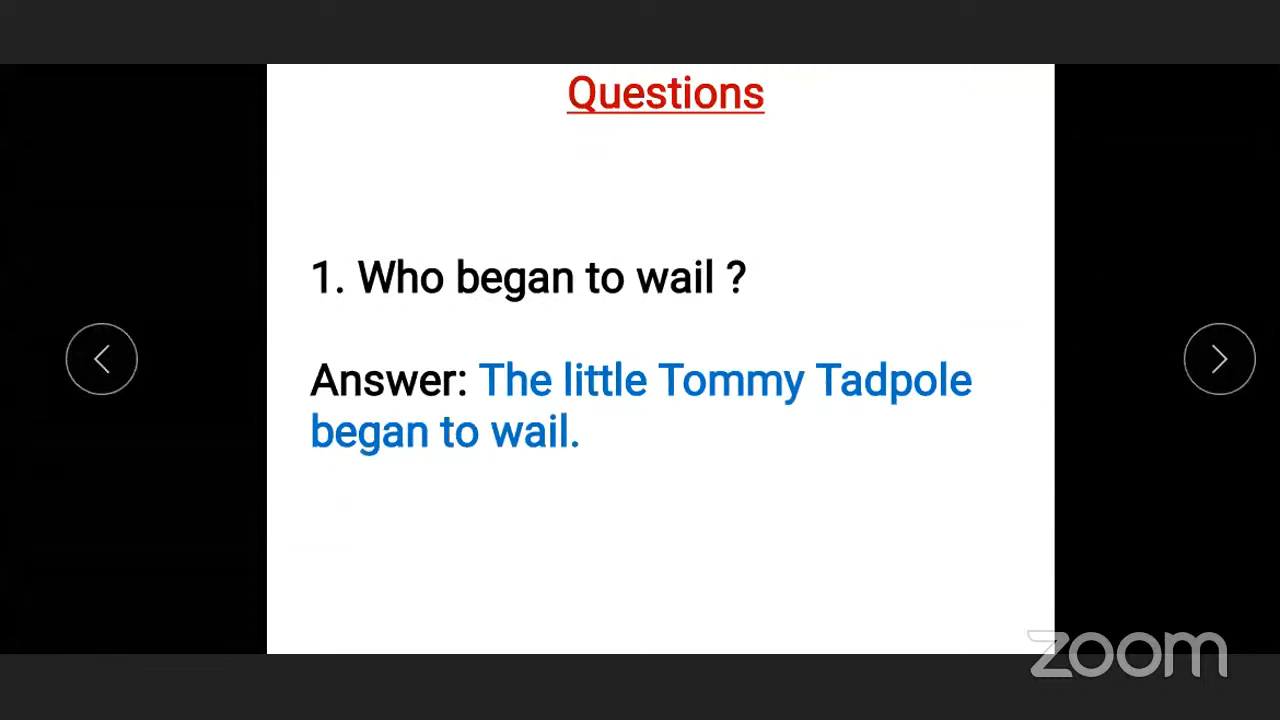 Questions
1. Who began to wail ?
Answer: The little Tommy Tadpole
began to wail.
zoom